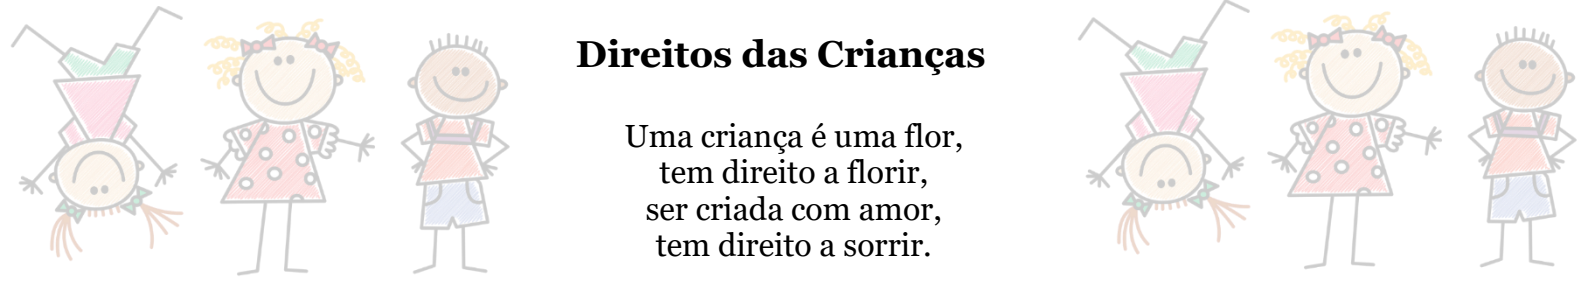 Direitos das Crianças
Uma criança é uma flor,
tem direito a florir,
ser criada com amor,
tem direito a sorrir.